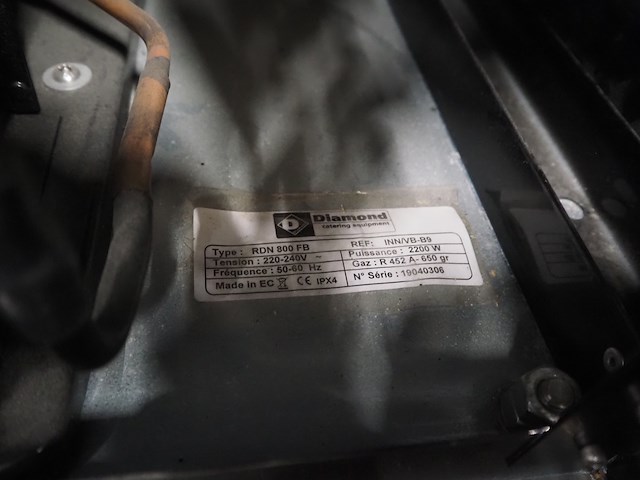 D Diamond
catering equipment
Type : RDN 800 FB REF: INN/VB-B9
Tension : 220-240V ~ Puissance : 2200 W
Fréquence : 50-60 Hz Gaz : R 452 A- 650 gr
Made in EC CE IPX4 N° Série : 19040306